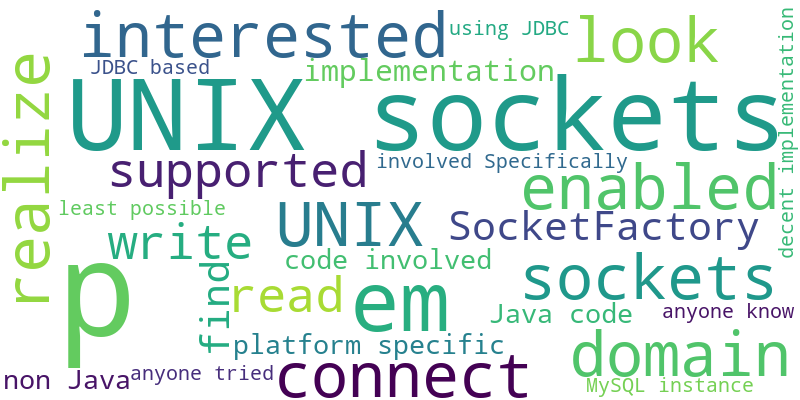 interested
using JDBC
look
JDBC based
implementation
UNIX sockets
realize
supported
involved Specifically
enabled
decent implementation
least possible
UNIX
SocketFactory
write
p
find
code involved
sockets
read
em
Java code
anyone know
platform specific
domain
non Java
anyone tried
connect
MySQL instance